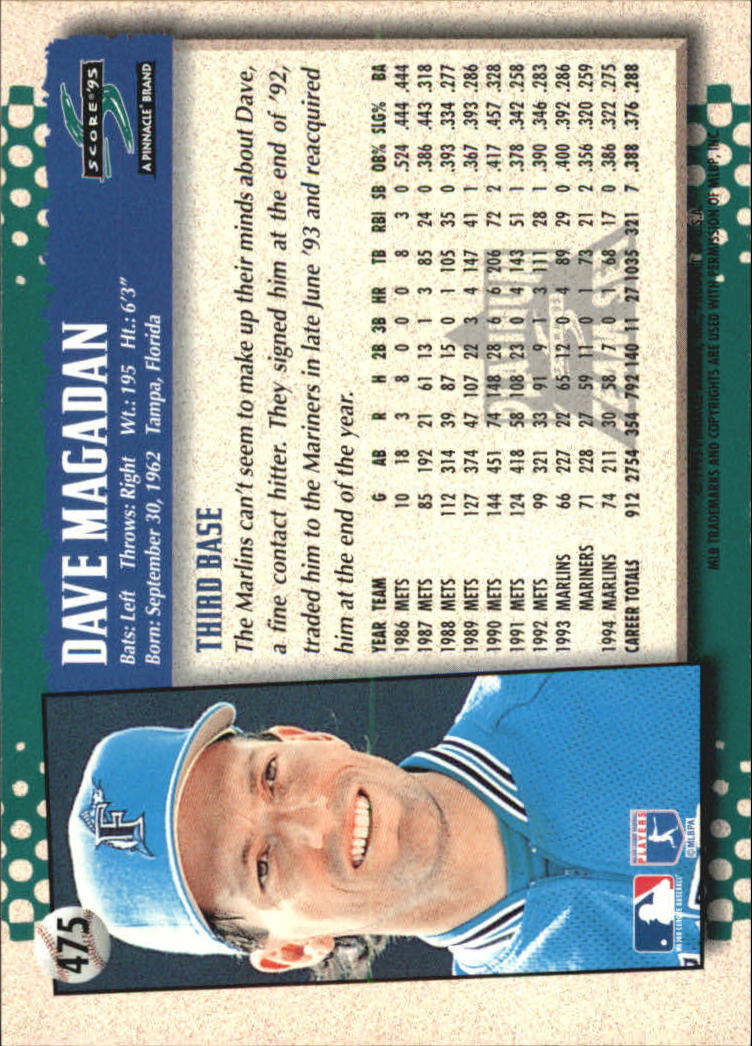 475
DAVE MAGADAN
Bats: Left Throws: Right Wt.: 195 Ht.: 6'3"
Born: September 30, 1962 Tampa, Florida
SCORE® '95
A PINNACLE® BRAND
THIRD BASE
The Marlins can't seem to make up their minds about Dave,
a fine contact hitter. They signed him at the end of '92,
traded him to the Mariners in late June '93 and reacquired
him at the end of the year.
YEAR TEAM G AB R H 2B 3B HR TB RBI SB OB% SLG% BA
1986 METS 10 18 3 8 0 0 0 8 3 0 .524 .444 .444
1987 METS 85 192 21 61 13 1 3 85 24 0 .386 .443 .318
1988 METS 112 314 39 87 15 0 1 105 35 0 .393 .334 .277
1989 METS 127 374 47 107 22 3 4 147 41 1 .367 .393 .286
1990 METS 144 451 74 148 28 6 6 206 72 2 .417 .457 .328
1991 METS 124 418 58 108 23 0 4 143 51 1 .378 .342 .258
1992 METS 99 321 33 91 9 1 3 111 28 1 .390 .346 .283
1993 MARLINS 66 227 22 65 12 0 4 89 29 0 .400 .392 .286
MARINERS 71 228 27 59 11 0 1 73 21 2 .356 .320 .259
1994 MARLINS 74 211 30 58 7 0 1 68 17 0 .386 .322 .275
CAREER TOTALS 912 2754 354 792 140 11 27 1035 321 7 .388 .376 .288
MLB TRADEMARKS AND COPYRIGHTS ARE USED WITH PERMISSION OF MLBP, INC
F
MAJOR LEAGUE BASEBALL®
PLAYERS
©MLBPA